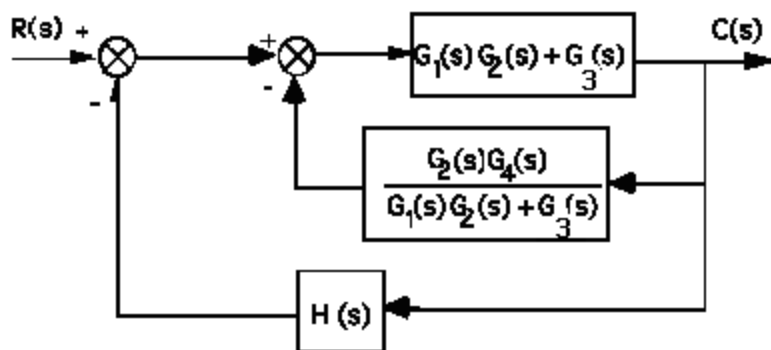 R(s) + + G₁(s)G₂(s)+G₃(s) C(s)
- -
G₂(s)G₄(s)
G₁(s)G₂(s)+G₃(s)
H(s)